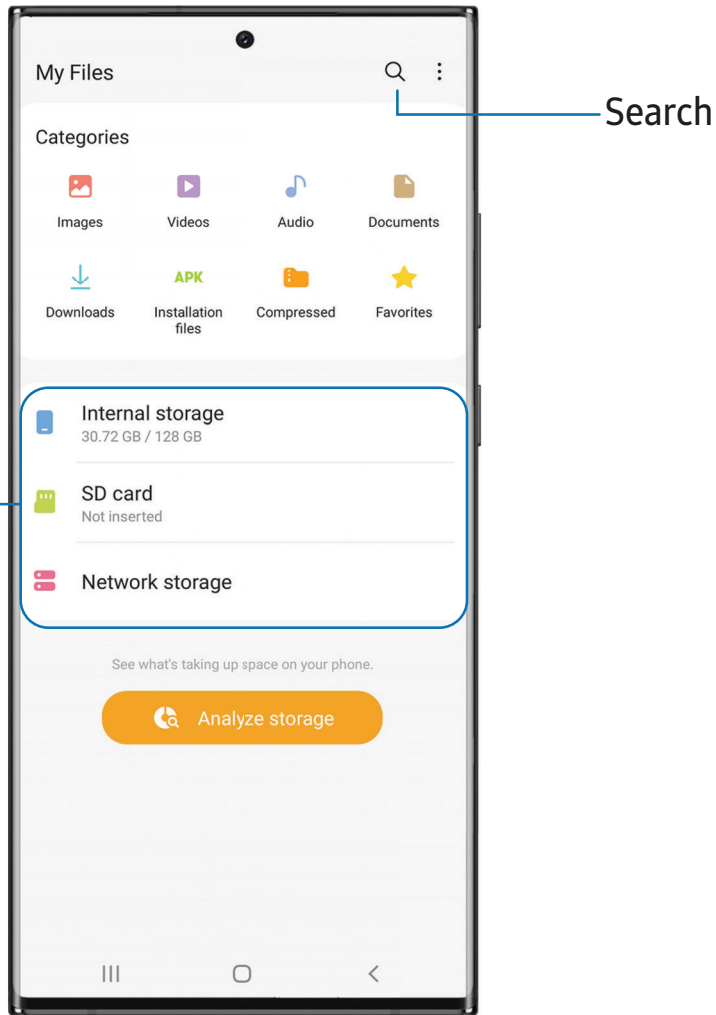 My Files
Search
Categories
Images Videos Audio Documents
APK
Downloads Installation files Compressed Favorites
Internal storage
30.72 GB / 128 GB
SD card
Not inserted
Network storage
See what's taking up space on your phone.
Analyze storage